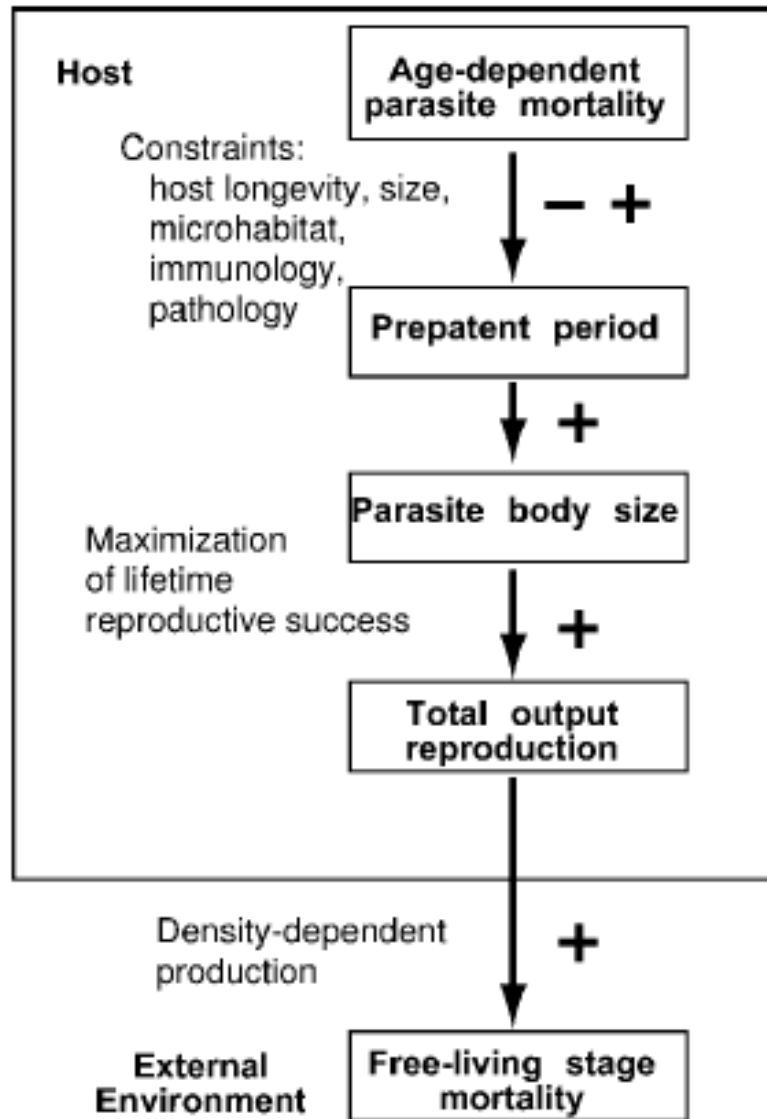 Host
Age-dependent
parasite mortality
Constraints:
host longevity, size,
microhabitat,
immunology,
pathology
− +
Prepatent period
+
Parasite body size
Maximization
of lifetime
reproductive success
+
Total output
reproduction
Density-dependent
production
+
External
Environment
Free-living stage
mortality